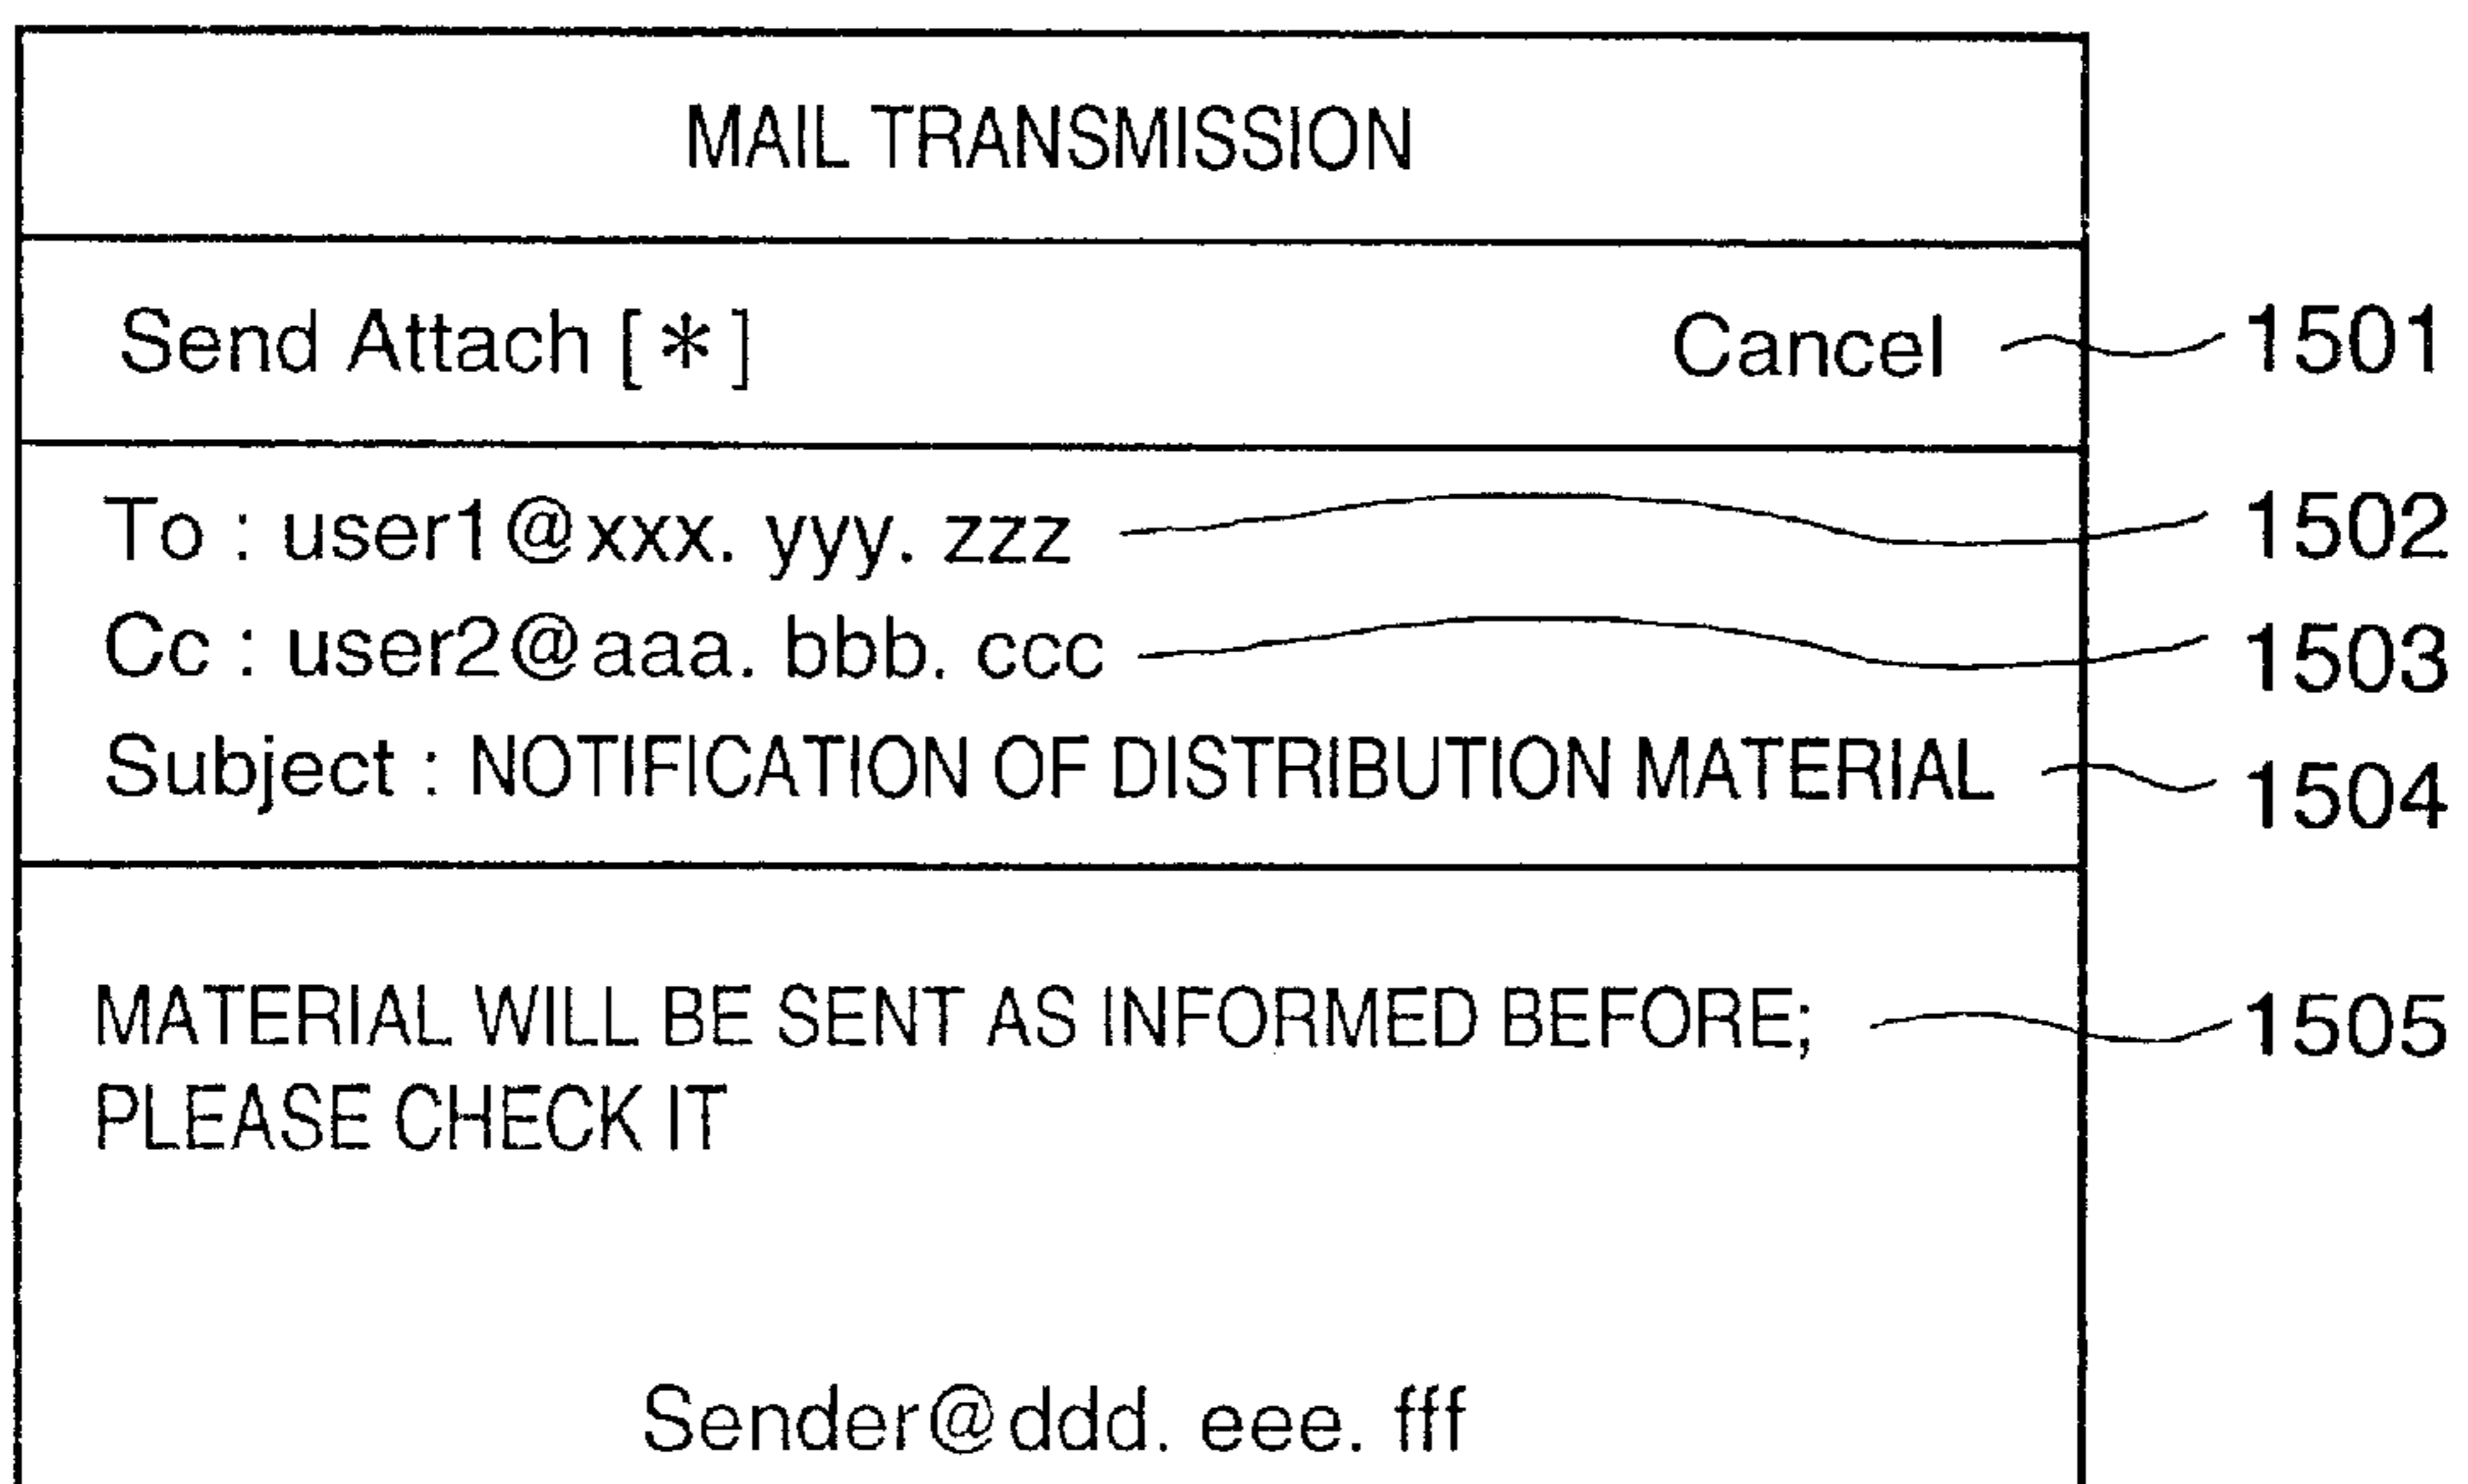 MAIL TRANSMISSION
Send Attach [ * ] Cancel 1501
To : user1@xxx. yyy. zzz 1502
Cc : user2@aaa. bbb. ccc 1503
Subject : NOTIFICATION OF DISTRIBUTION MATERIAL 1504
MATERIAL WILL BE SENT AS INFORMED BEFORE; 1505
PLEASE CHECK IT
Sender@ddd. eee. fff